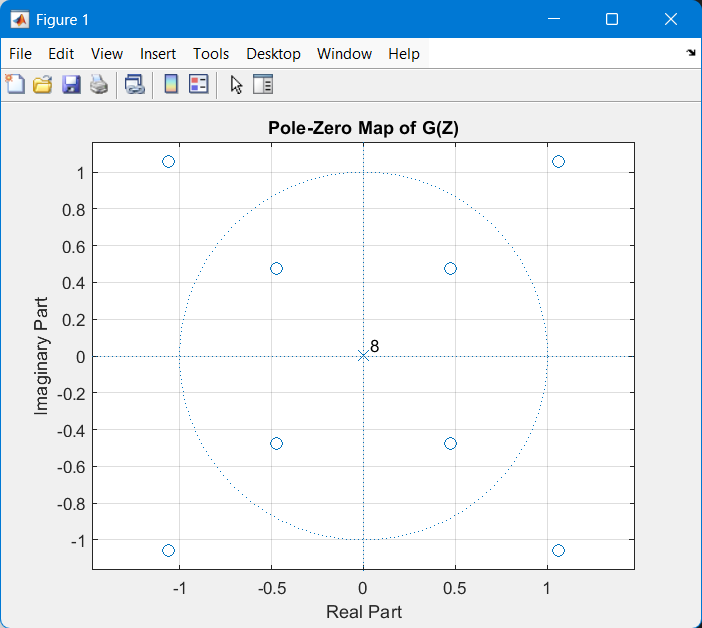 Figure 1
File Edit View Insert Tools Desktop Window Help
Pole-Zero Map of G(Z)
1
0.8
0.6
0.4
0.2
0
-0.2
-0.4
-0.6
-0.8
-1
Imaginary Part
8
-1 -0.5 0 0.5 1
Real Part